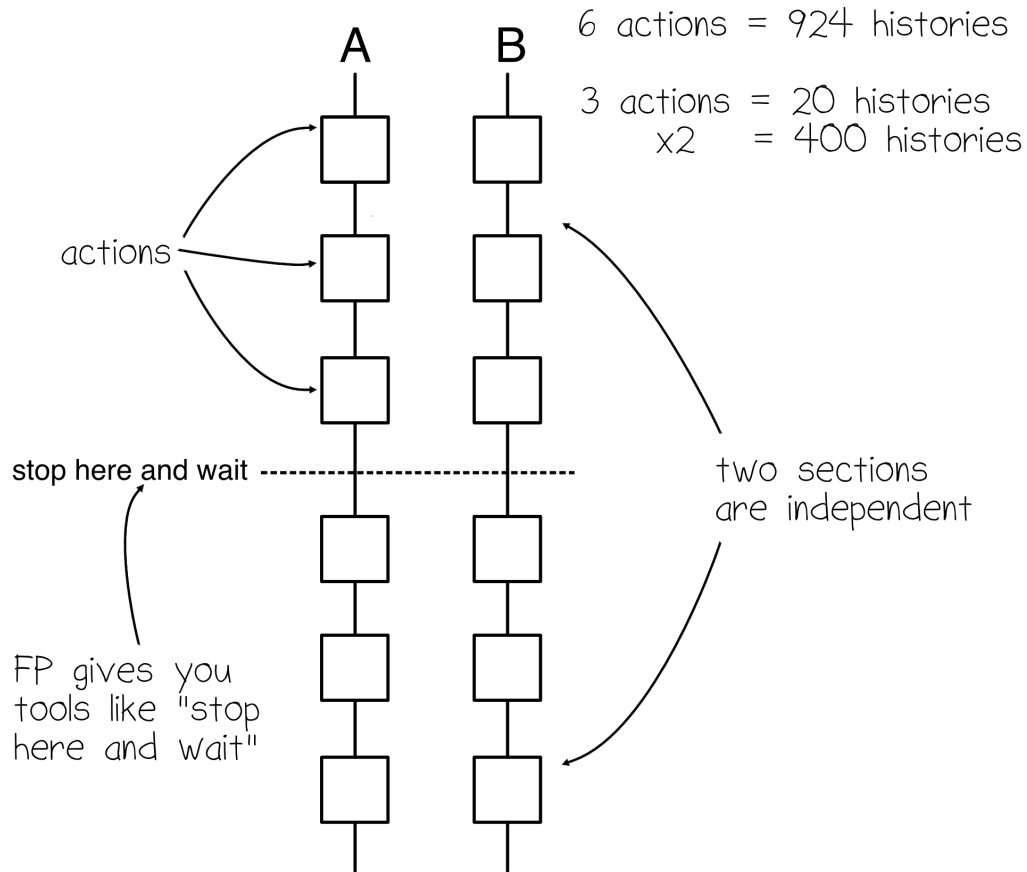 A
B
6 actions = 924 histories
3 actions = 20 histories
x2 = 400 histories
actions
stop here and wait
two sections
are independent
FP gives you
tools like "stop
here and wait"